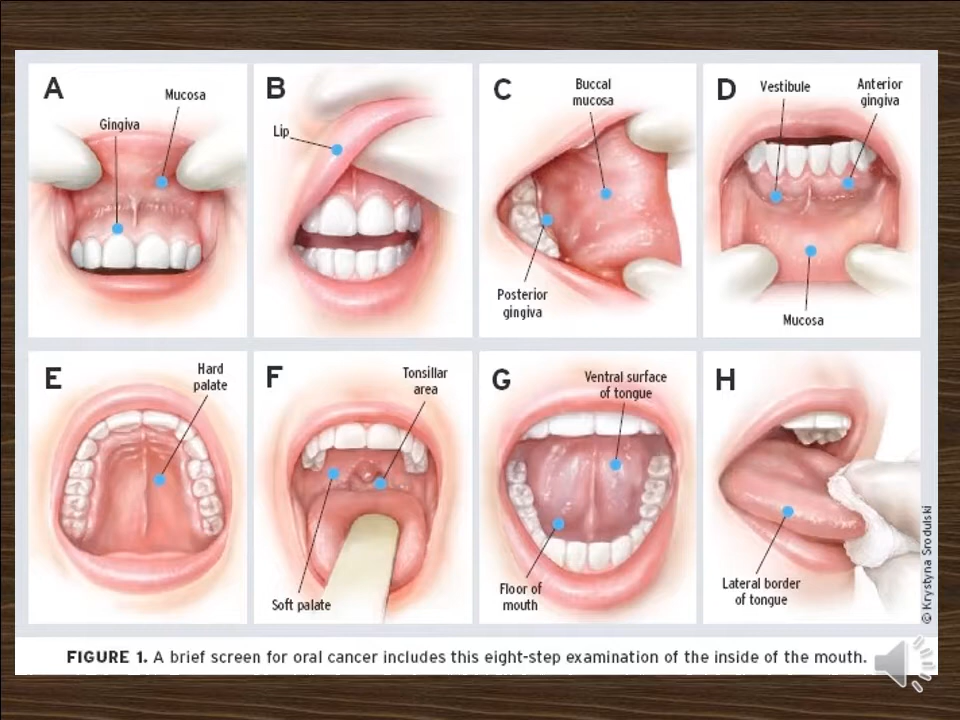 A
Gingiva
Mucosa
B
Lip
C
Buccal
mucosa
Posterior
gingiva
D
Vestibule
Anterior
gingiva
Mucosa
E
Hard
palate
F
Tonsillar
area
Soft palate
G
Ventral surface
of tongue
Floor of
mouth
H
Lateral border
of tongue
© Krystyna Srodulski
FIGURE 1. A brief screen for oral cancer includes this eight-step examination of the inside of the mouth.